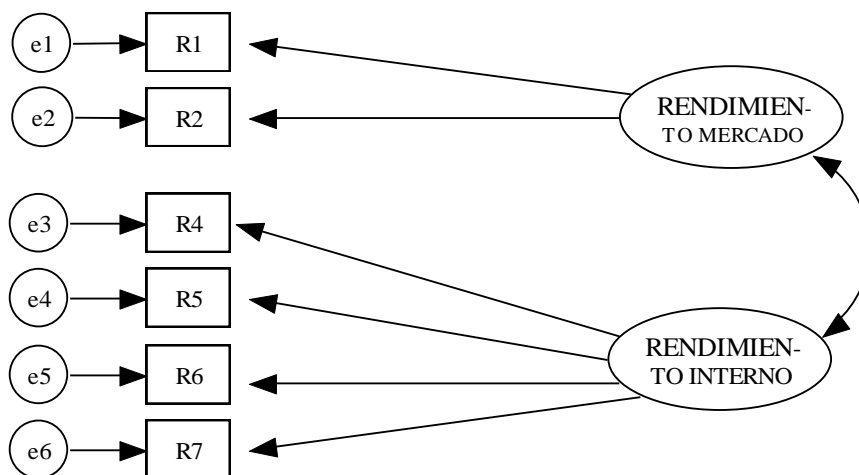 e1
R1
RENDIMIEN-
TO MERCADO
e2
R2
e3
R4
e4
R5
RENDIMIEN-
TO INTERNO
e5
R6
e6
R7